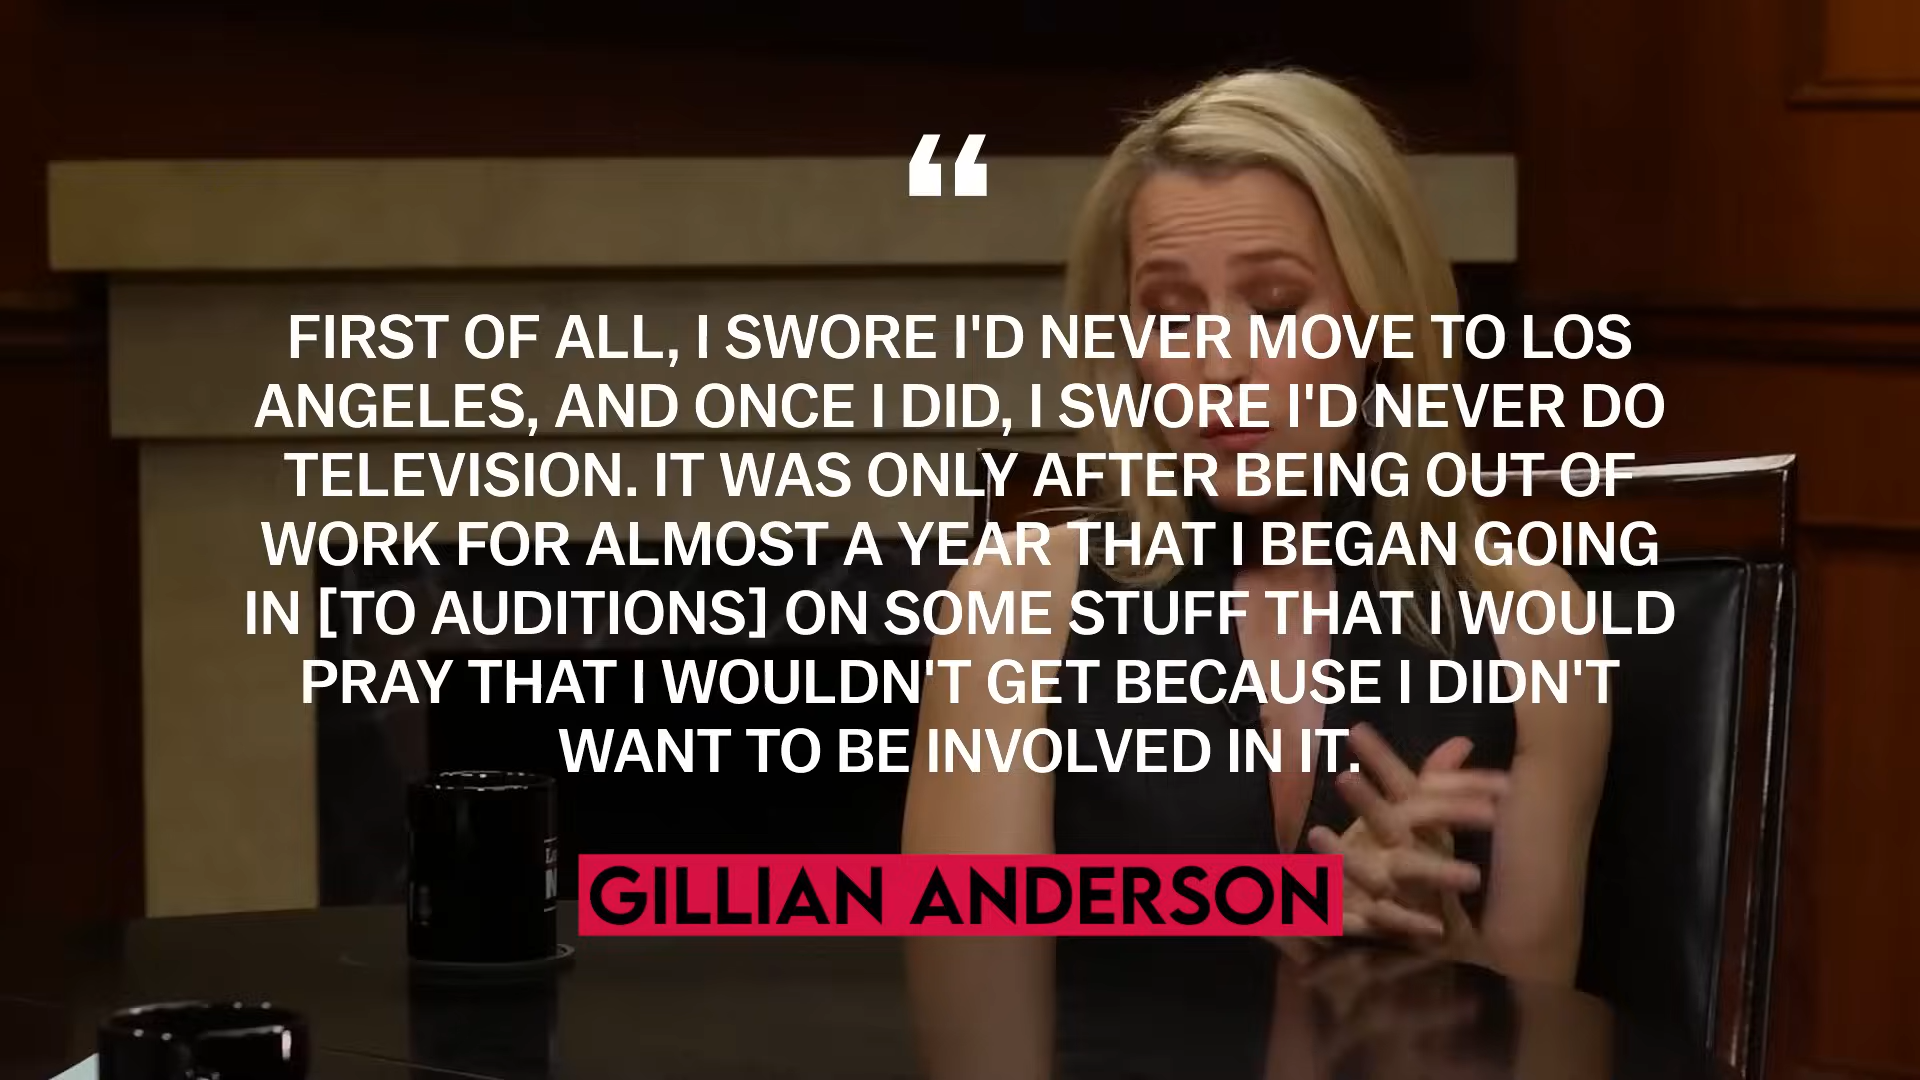 “
FIRST OF ALL, I SWORE I'D NEVER MOVE TO LOS
ANGELES, AND ONCE I DID, I SWORE I'D NEVER DO
TELEVISION. IT WAS ONLY AFTER BEING OUT OF
WORK FOR ALMOST A YEAR THAT I BEGAN GOING
IN [TO AUDITIONS] ON SOME STUFF THAT I WOULD
PRAY THAT I WOULDN'T GET BECAUSE I DIDN'T
WANT TO BE INVOLVED IN IT.
GILLIAN ANDERSON